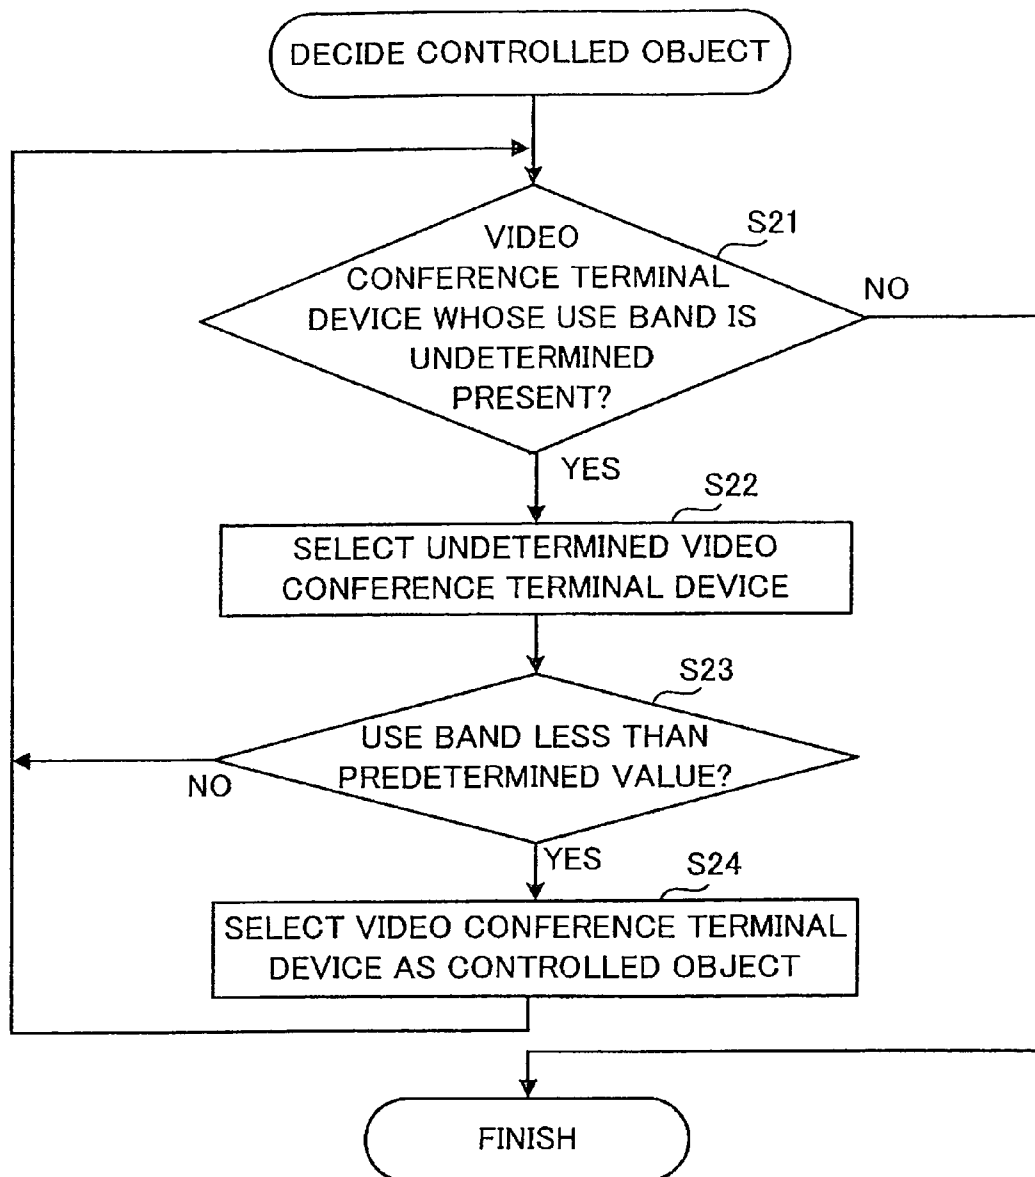 DECIDE CONTROLLED OBJECT
S21
VIDEO
CONFERENCE TERMINAL
DEVICE WHOSE USE BAND IS
UNDETERMINED
PRESENT?
NO
YES
S22
SELECT UNDETERMINED VIDEO
CONFERENCE TERMINAL DEVICE
S23
USE BAND LESS THAN
PREDETERMINED VALUE?
NO
YES
S24
SELECT VIDEO CONFERENCE TERMINAL
DEVICE AS CONTROLLED OBJECT
FINISH